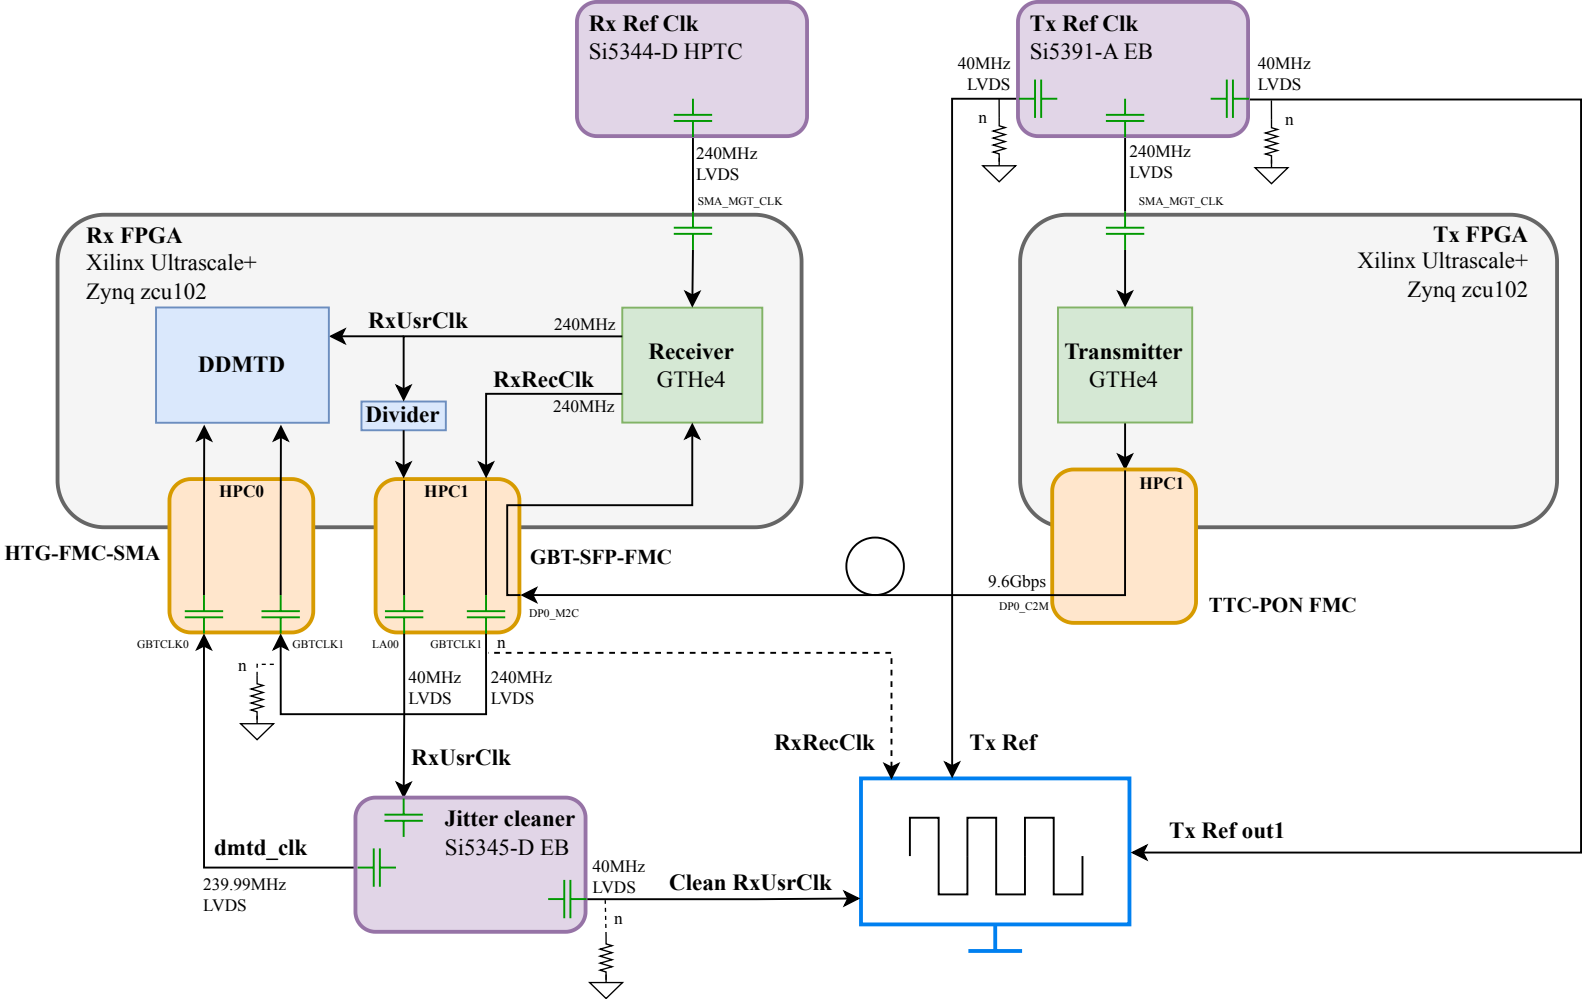 Rx Ref Clk
Si5344-D HPTC
Tx Ref Clk
Si5391-A EB
40MHz
LVDS
n
40MHz
LVDS
n
240MHz
LVDS
SMA_MGT_CLK
240MHz
LVDS
SMA_MGT_CLK
Rx FPGA
Xilinx Ultrascale+
Zynq zcu102
Tx FPGA
Xilinx Ultrascale+
Zynq zcu102
DDMTD
RxUsrClk
240MHz
Receiver
GTHe4
RxRecClk
240MHz
Divider
Transmitter
GTHe4
HPC0
HPC1
HPC1
HTG-FMC-SMA
GBT-SFP-FMC
9.6Gbps
DP0_C2M
DP0_M2C
TTC-PON FMC
GBTCLK0
GBTCLK1
LA00
GBTCLK1
n
n
40MHz
LVDS
240MHz
LVDS
RxUsrClk
RxRecClk
Tx Ref
Jitter cleaner
Si5345-D EB
dmtd_clk
239.99MHz
LVDS
40MHz
LVDS
n
Clean RxUsrClk
Tx Ref out1